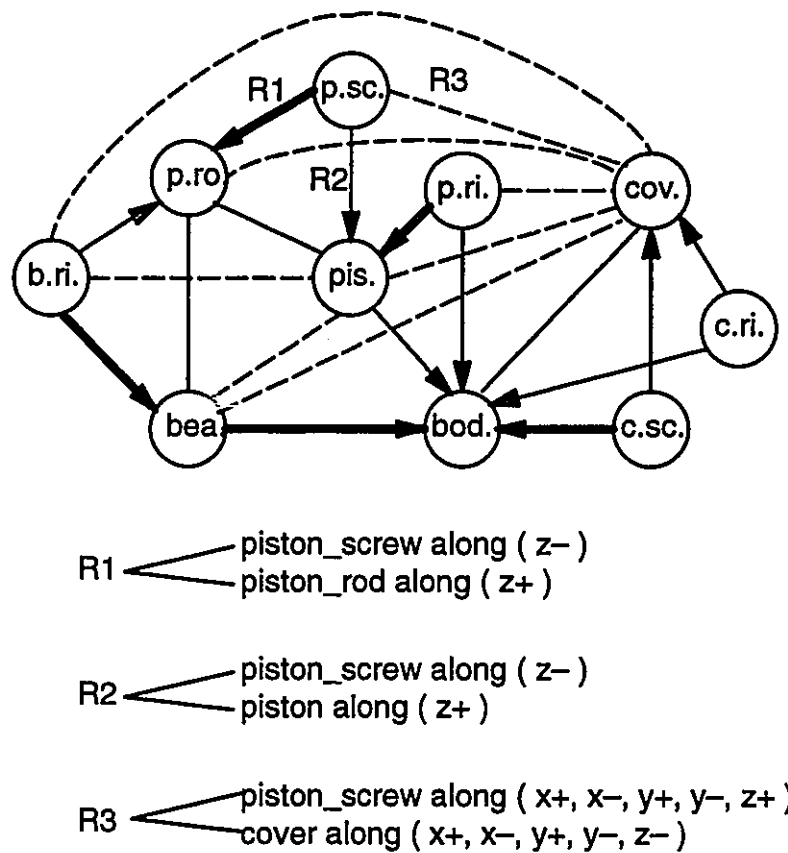 p.sc.
R1
R3
p.ro
R2
p.ri.
cov.
b.ri.
pis.
c.ri.
bea.
bod.
c.sc.
piston_screw along ( z− )
R1
piston_rod along ( z+ )
piston_screw along ( z− )
R2
piston along ( z+ )
piston_screw along ( x+, x−, y+, y−, z+ )
R3
cover along ( x+, x−, y+, y−, z− )